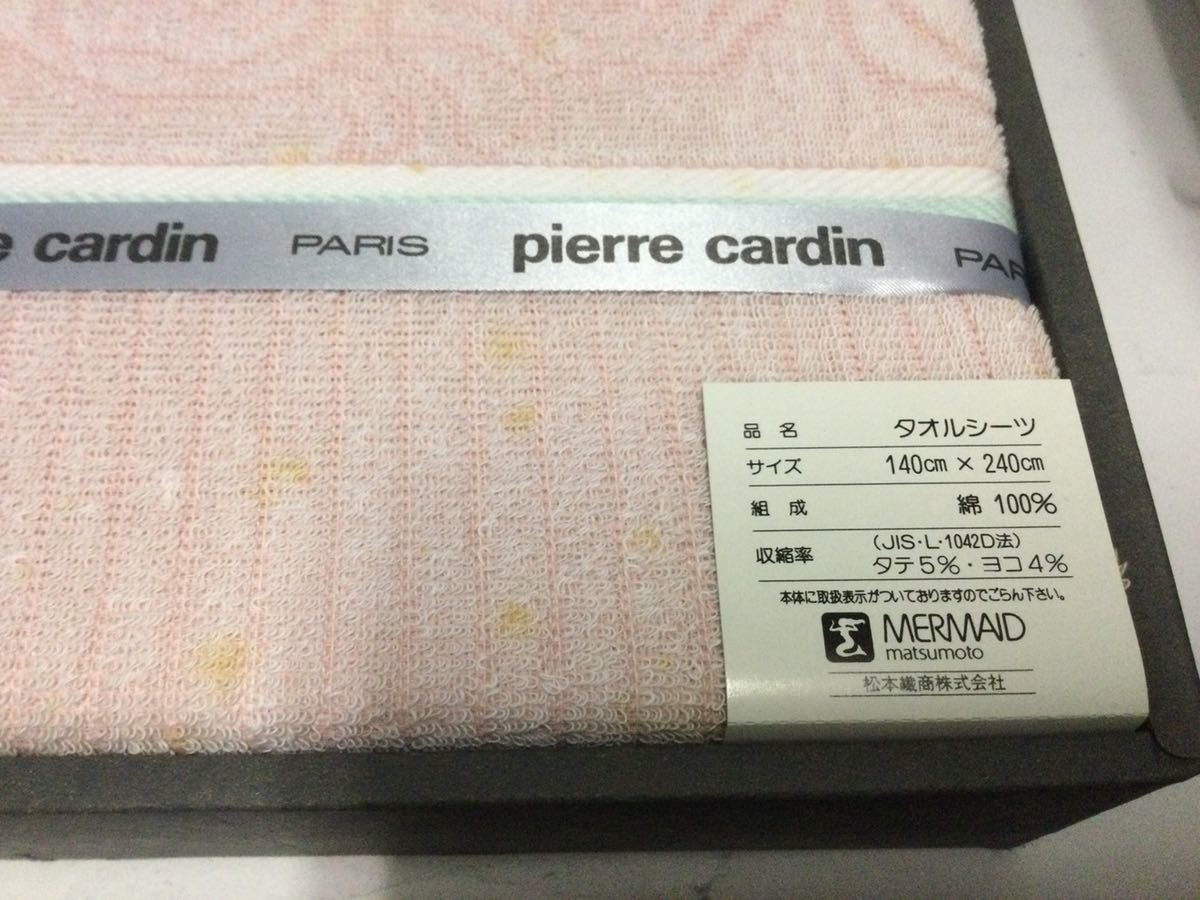 e cardin PARIS pierre cardin PAR
品名 タオルシーツ
サイズ 140㎝ × 240㎝
組成 綿 100%
収縮率 (JIS・L・1042D法)
タテ5%・ヨコ4%
本体に取扱表示がついておりますのでごらん下さい。
MERMAID
matsumoto
松本織商株式会社